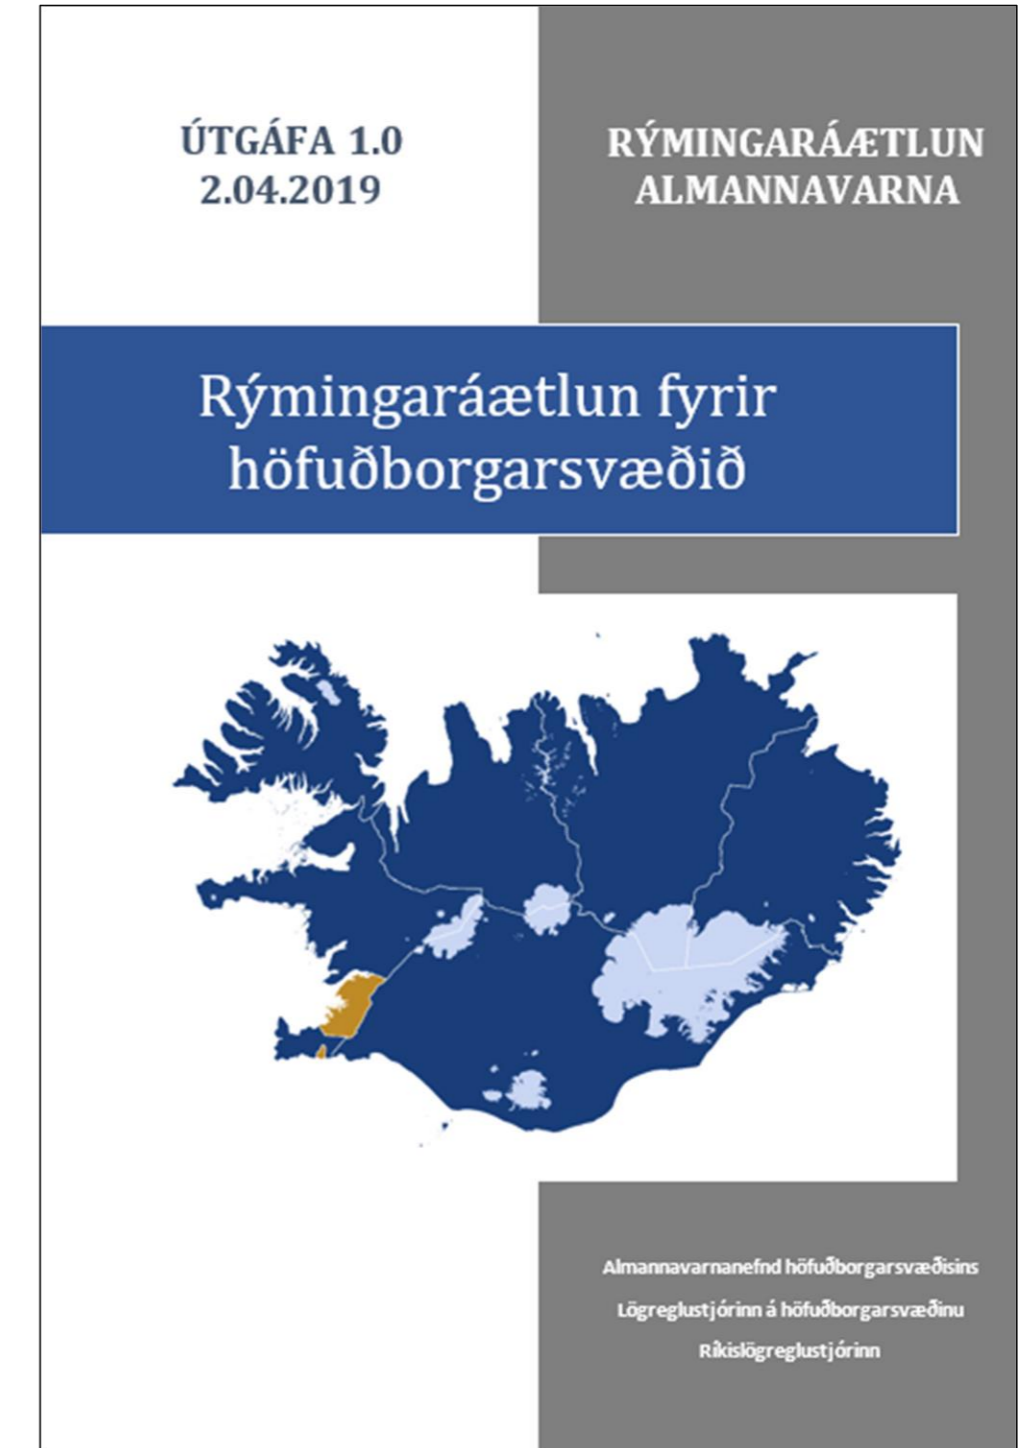 ÚTGÁFA 1.0
2.04.2019
RÝMINGARÁÆTLUN
ALMANNAVARNA
Rýmingaráætlun fyrir
höfuðborgarsvæðið
Almannavarnanefnd höfuðborgarsvæðisins
Lögreglustjórinn á höfuðborgarsvæðinu
Ríkislögreglustjórinn